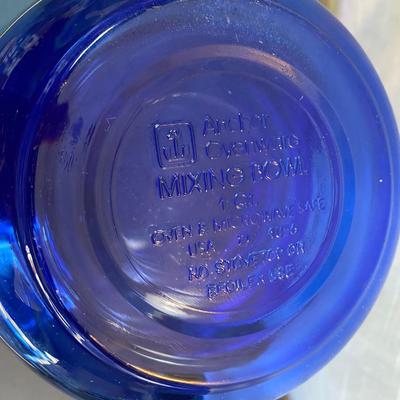 Anchor
Ovenware
MIXING BOWL
1 Qt.
OVEN & MICROWAVE SAFE
USA
NO STOVETOP OR
BROILER USE